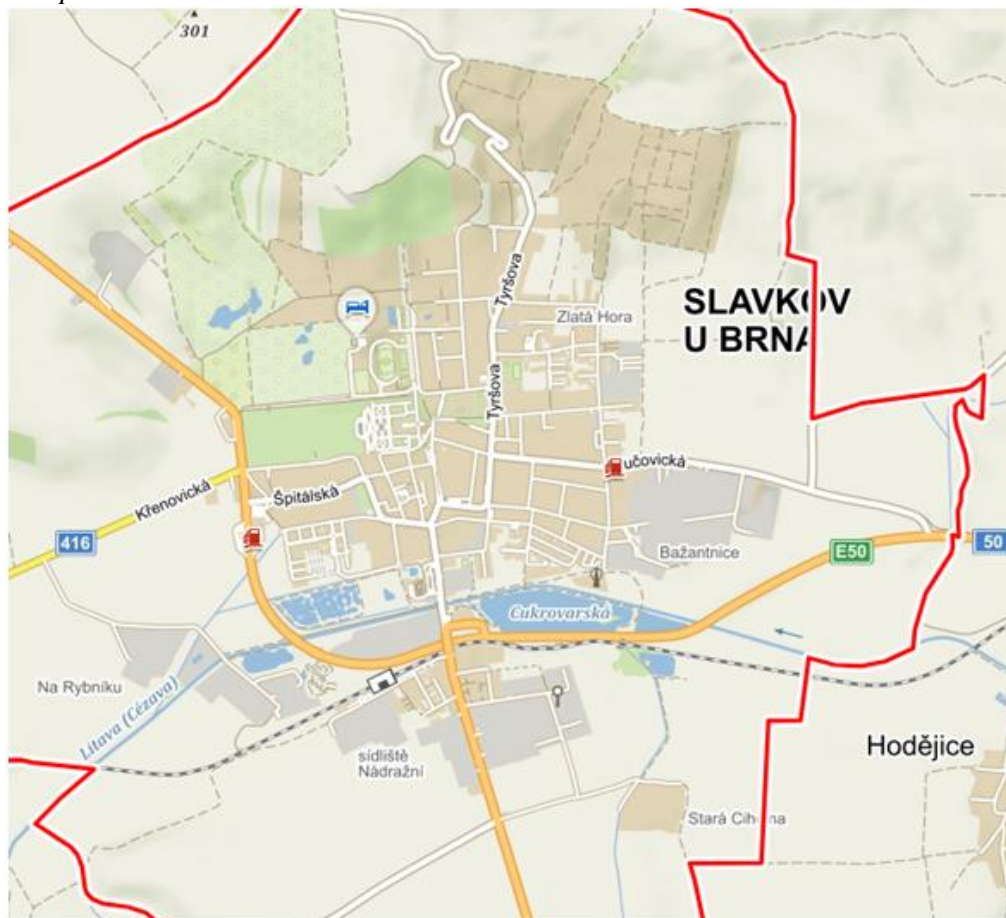 301
Tyršova
Zlatá Hora
SLAVKOV
U BRNA
Tyršova
učovická
Špitálská
Křenovická
416
Bažantnice
E50
50
Cukrovarská
Na Rybníku
Litava (Cézava)
sídliště
Nádražní
Hodějice
Stará